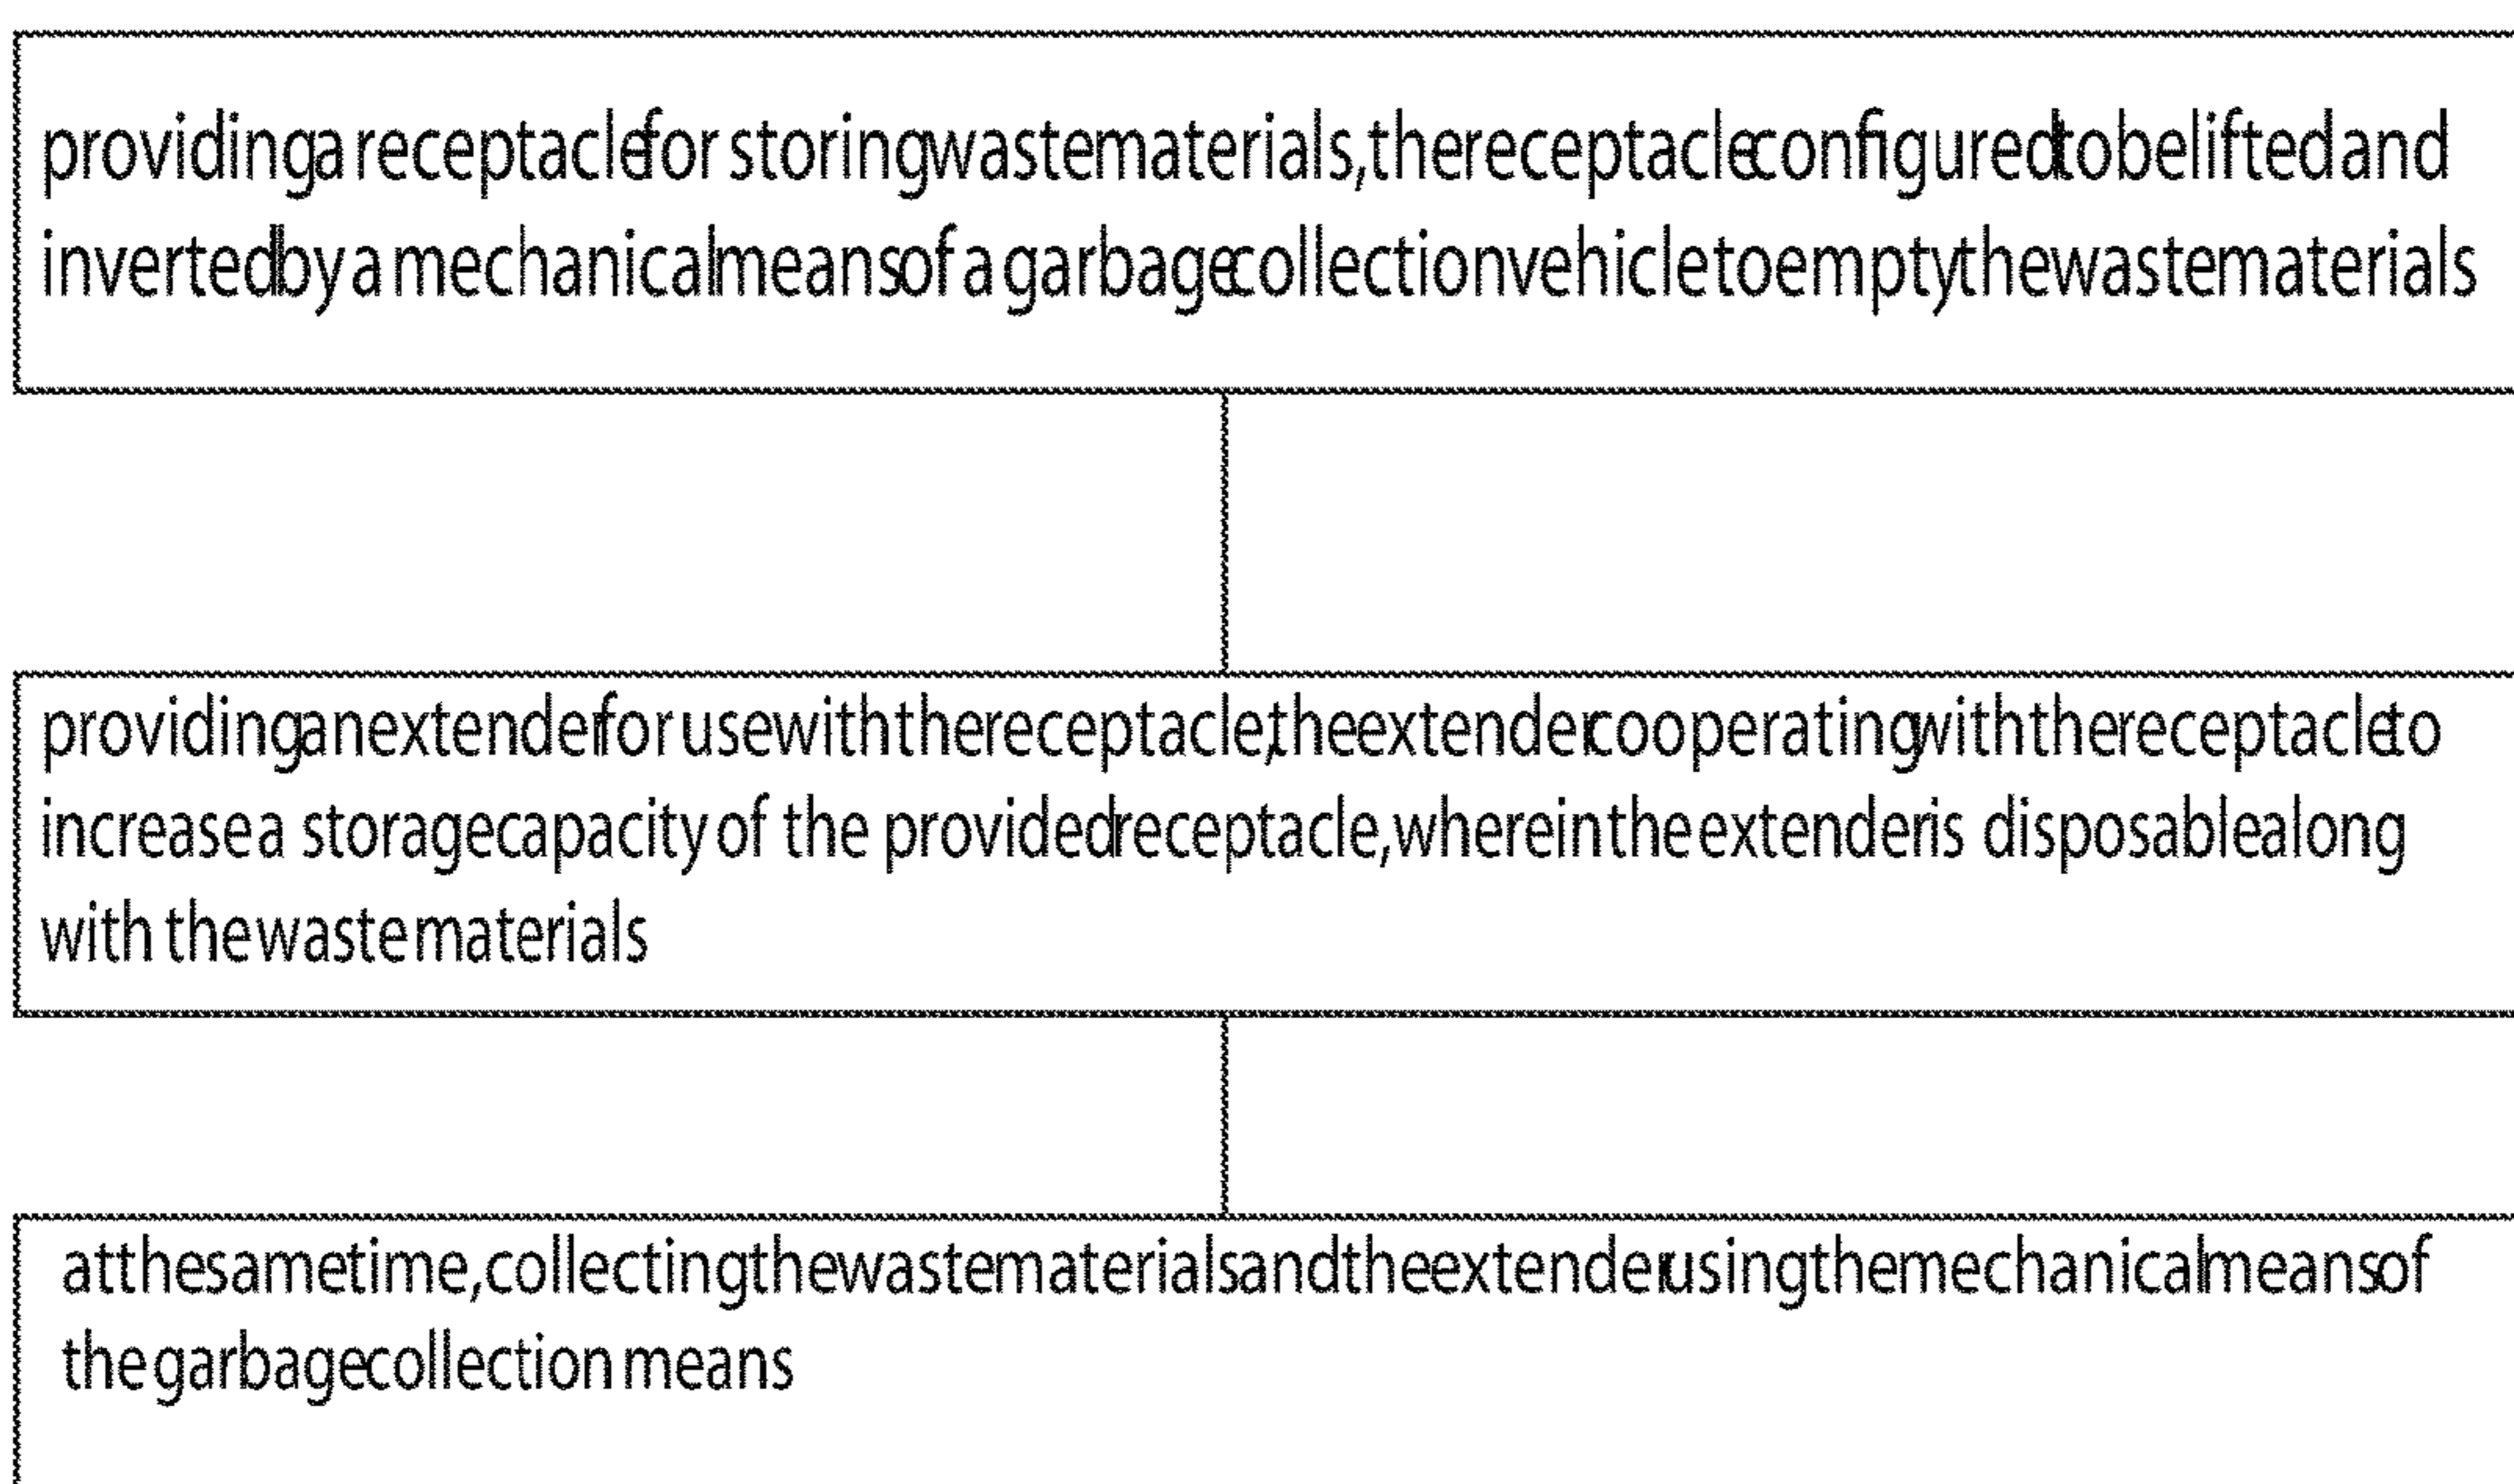 providing a receptacle for storing waste materials, the receptacle configured to be lifted and
inverted by a mechanical means of a garbage collection vehicle to empty the waste materials
providing an extender for use with the receptacle, the extender cooperating with the receptacle to
increase a storage capacity of the provided receptacle, wherein the extender is disposable along
with the waste materials
at the same time, collecting the waste materials and the extender using the mechanical means of
the garbage collection means